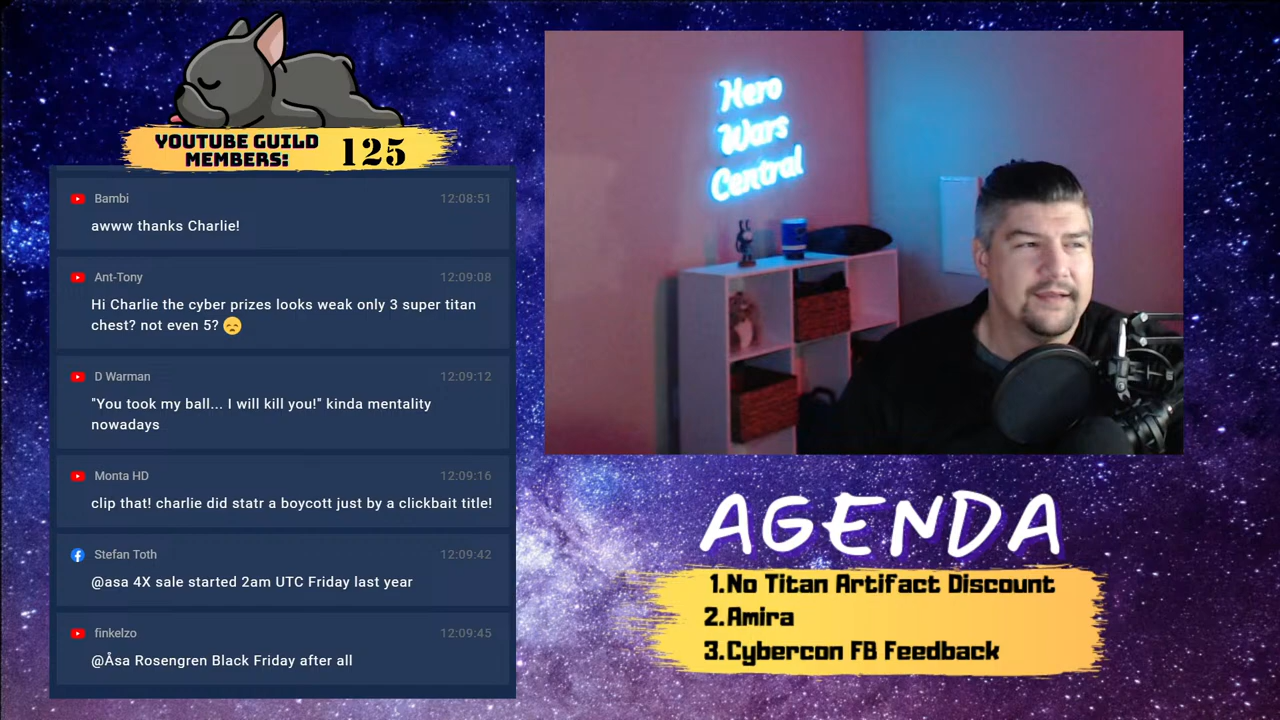 YOUTUBE GUILD
MEMBERS:
125
Bambi
12:08:51
awww thanks Charlie!
Ant-Tony
12:09:08
Hi Charlie the cyber prizes looks weak only 3 super titan
chest? not even 5? 😞
D Warman
12:09:12
"You took my ball... I will kill you!" kinda mentality
nowadays
Monta HD
12:09:16
clip that! charlie did statr a boycott just by a clickbait title!
Stefan Toth
12:09:42
@asa 4X sale started 2am UTC Friday last year
finkelzo
12:09:45
@Åsa Rosengren Black Friday after all
Hero
Wars
Central
AGENDA
1.No Titan Artifact Discount
2.Amira
3.Cybercon FB Feedback